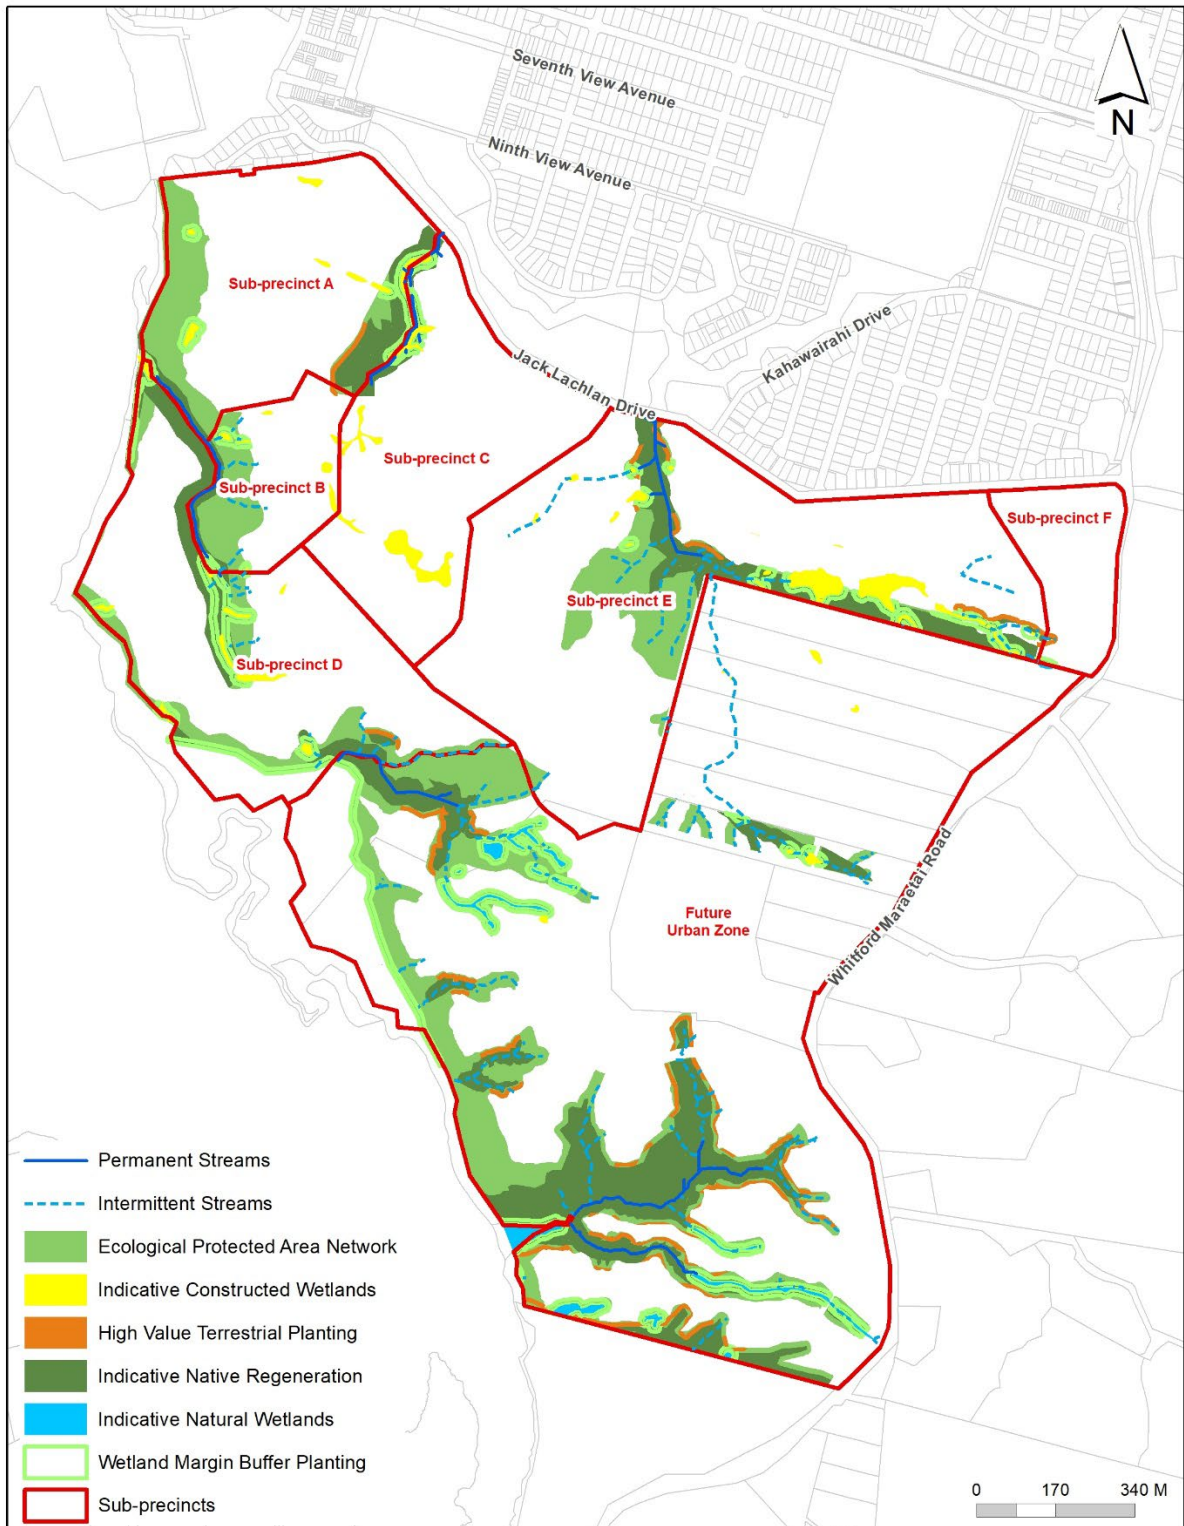 Seventh View Avenue
Ninth View Avenue
N
Sub-precinct A
Kahawairahi Drive
Jack Lachlan Drive
Sub-precinct C
Sub-precinct B
Sub-precinct F
Sub-precinct E
Sub-precinct D
Future
Urban Zone
Whitford Maraetai Road
Permanent Streams
Intermittent Streams
Ecological Protected Area Network
Indicative Constructed Wetlands
High Value Terrestrial Planting
Indicative Native Regeneration
Indicative Natural Wetlands
Wetland Margin Buffer Planting
Sub-precincts
0 170 340 M